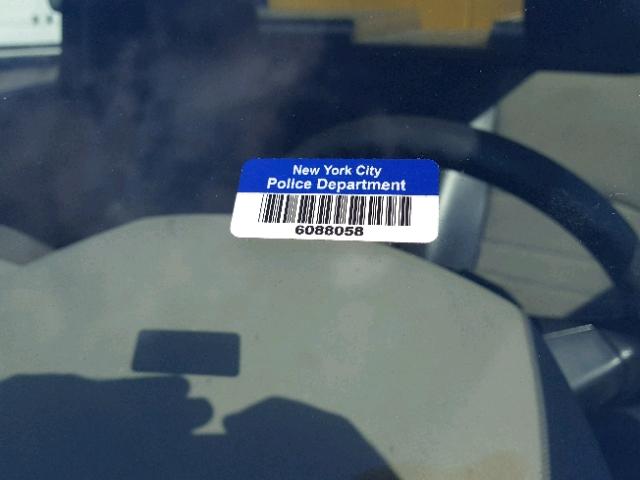 New York City
Police Department
6088058